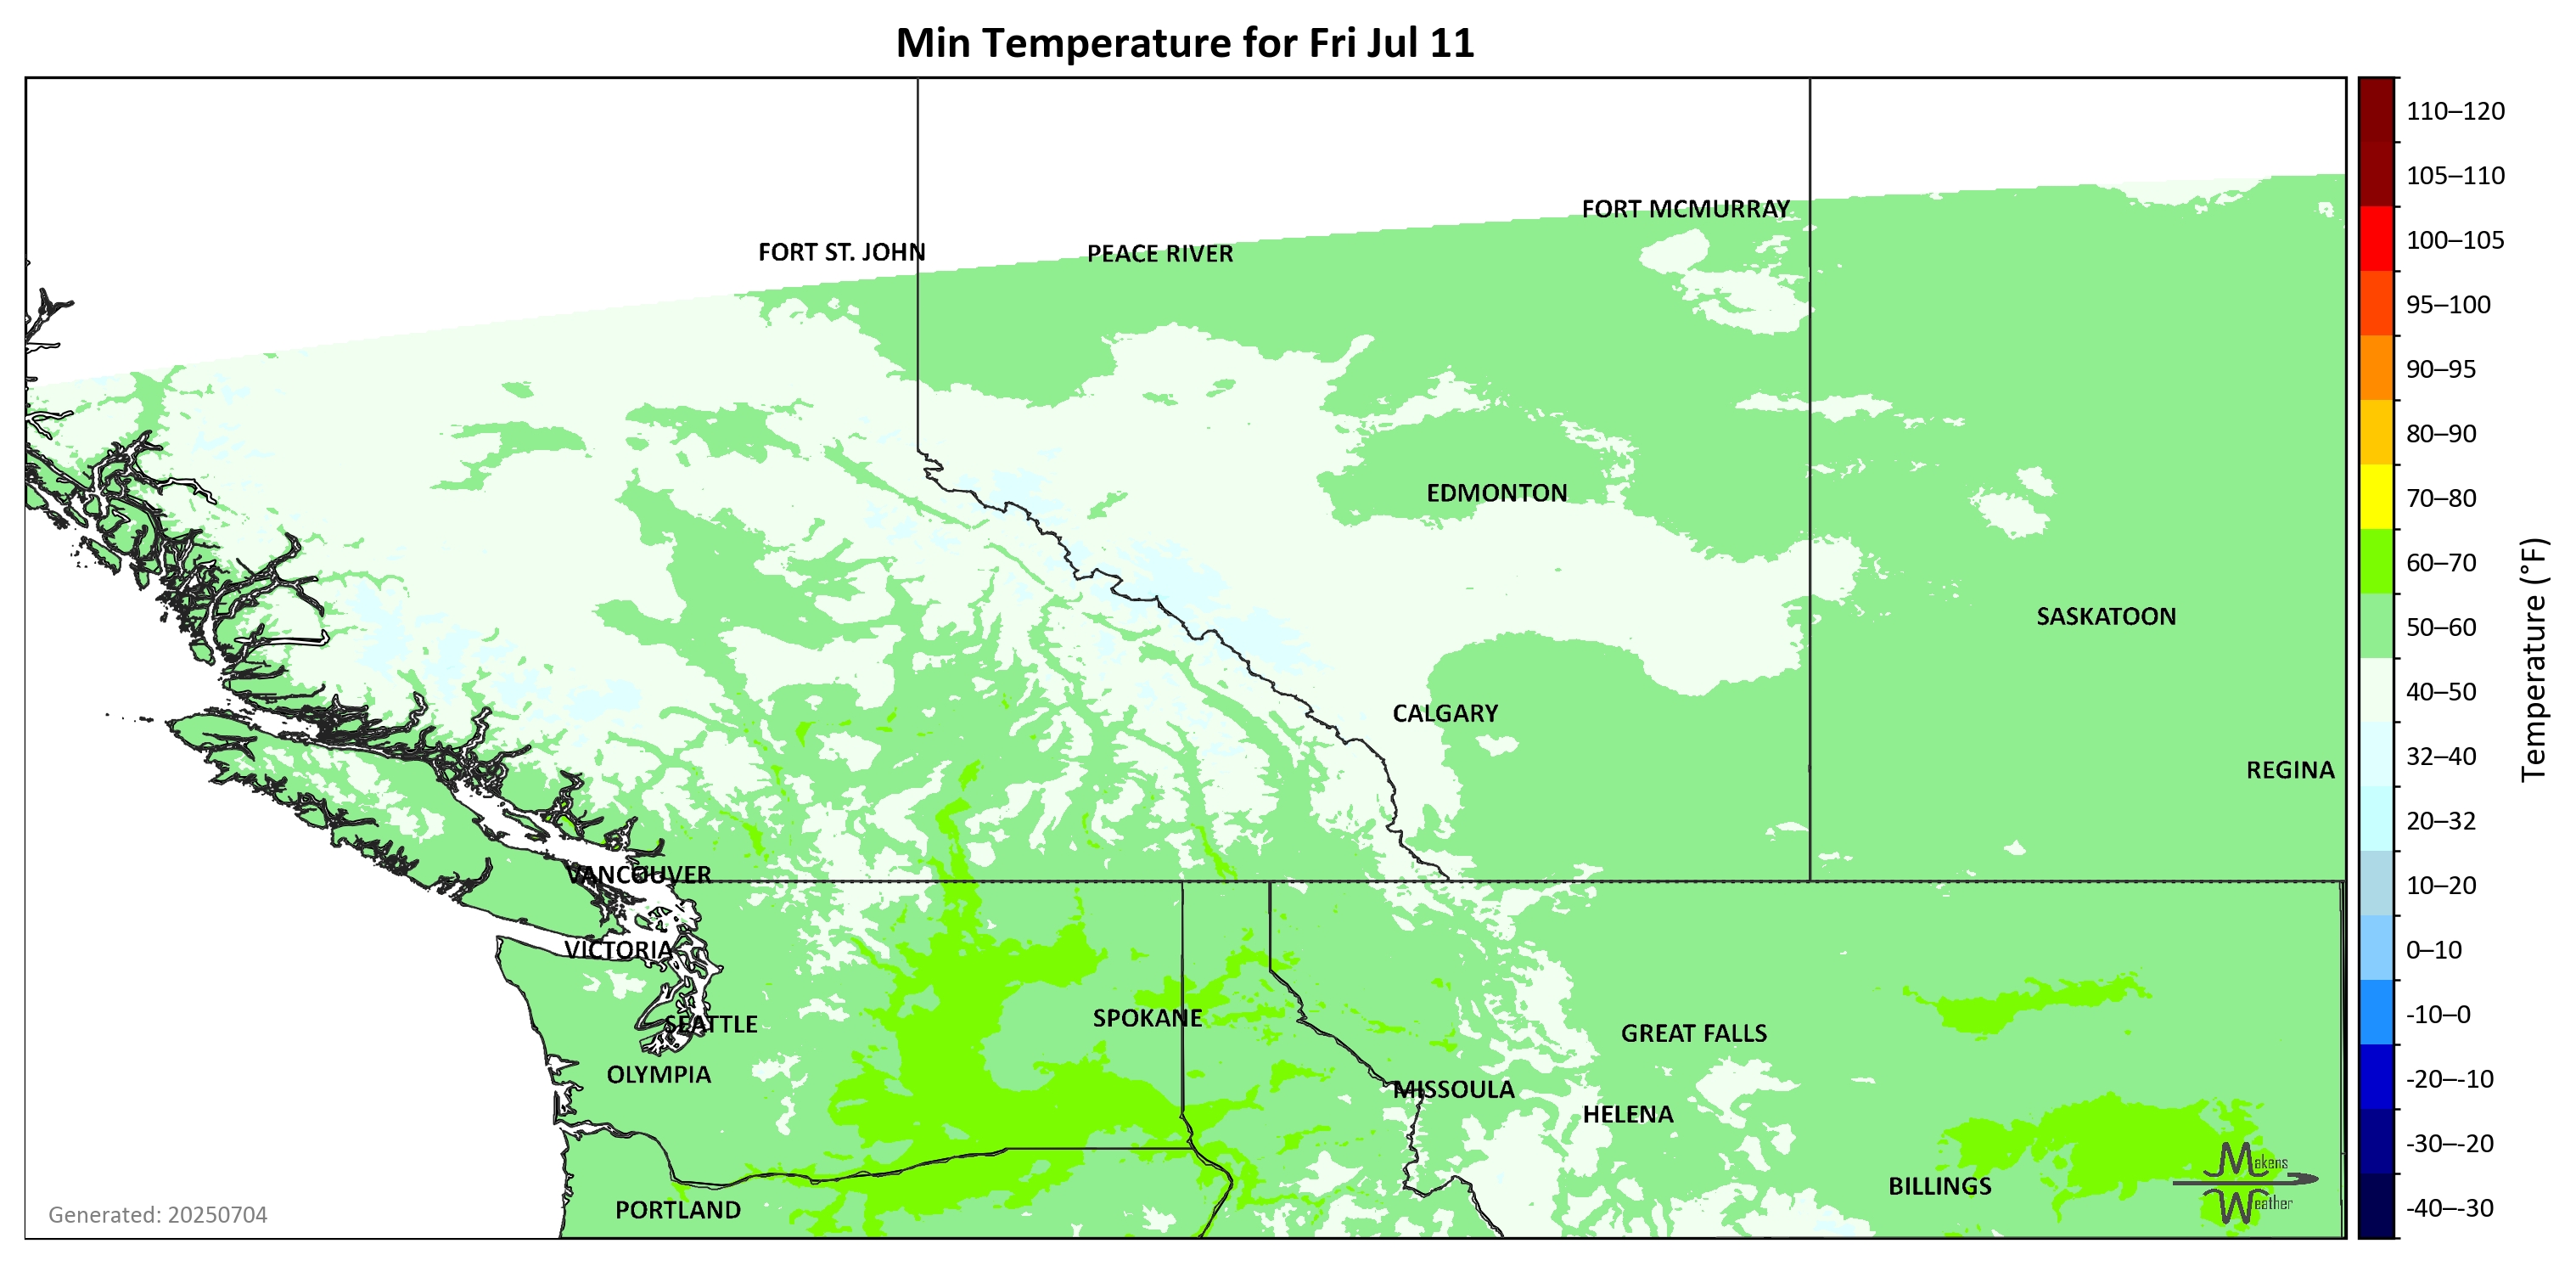 Min Temperature for Fri Jul 11
110–120
105–110
100–105
95–100
90–95
80–90
70–80
60–70
50–60
40–50
32–40
20–32
10–20
0–10
-10–0
-20–-10
-30–-20
-40–-30
Temperature (°F)
FORT MCMURRAY
FORT ST. JOHN
PEACE RIVER
EDMONTON
SASKATOON
CALGARY
REGINA
VANCOUVER
VICTORIA
SPOKANE
SEATTLE
GREAT FALLS
OLYMPIA
MISSOULA
HELENA
BILLINGS
PORTLAND
Makens
Weather
Generated: 20250704